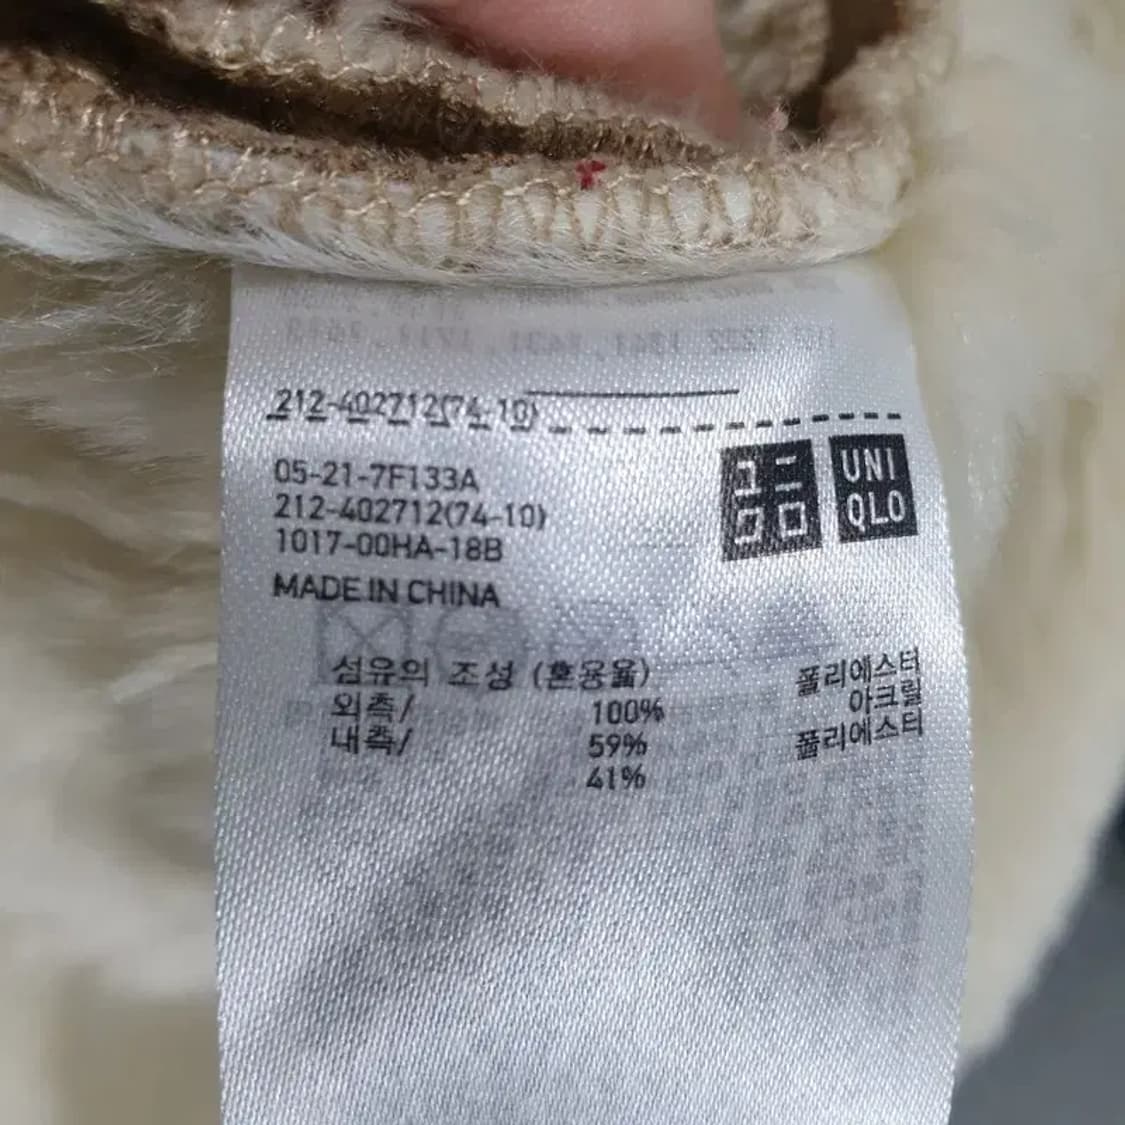 212-402712(74-10)
05-21-7F133A
212-402712(74-10)
1017-00HA-18B
MADE IN CHINA
ユニ
クロ
UNI
QLO
섬유의 조성 (혼용율)
외측/ 100% 폴리에스터
내측/ 59% 아크릴
41% 폴리에스터